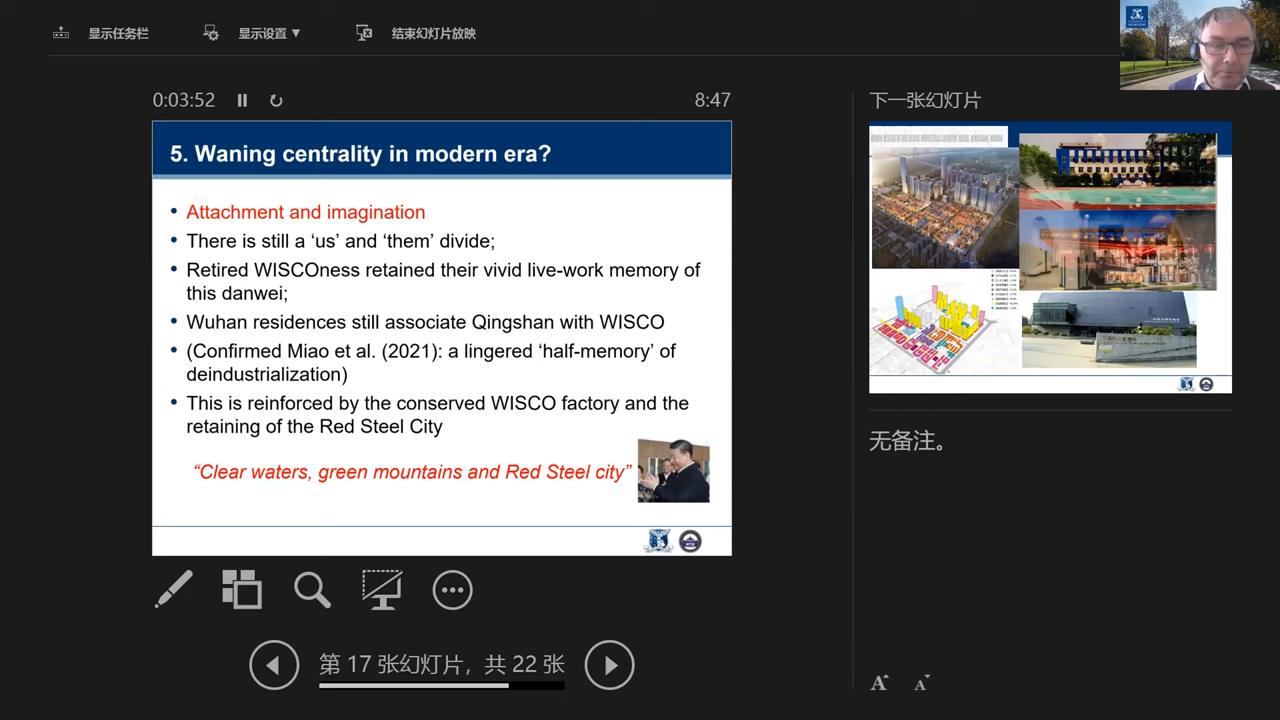 显示任务栏
显示设置 ▼
结束幻灯片放映
0:03:52
8:47
5. Waning centrality in modern era?
• Attachment and imagination
• There is still a ‘us’ and ‘them’ divide;
• Retired WISCOness retained their vivid live-work memory of
this danwei;
• Wuhan residences still associate Qingshan with WISCO
• (Confirmed Miao et al. (2021): a lingered ‘half-memory’ of
deindustrialization)
• This is reinforced by the conserved WISCO factory and the
retaining of the Red Steel City
“Clear waters, green mountains and Red Steel city”
第 17 张幻灯片，共 22 张
下一张幻灯片
无备注。
A
A